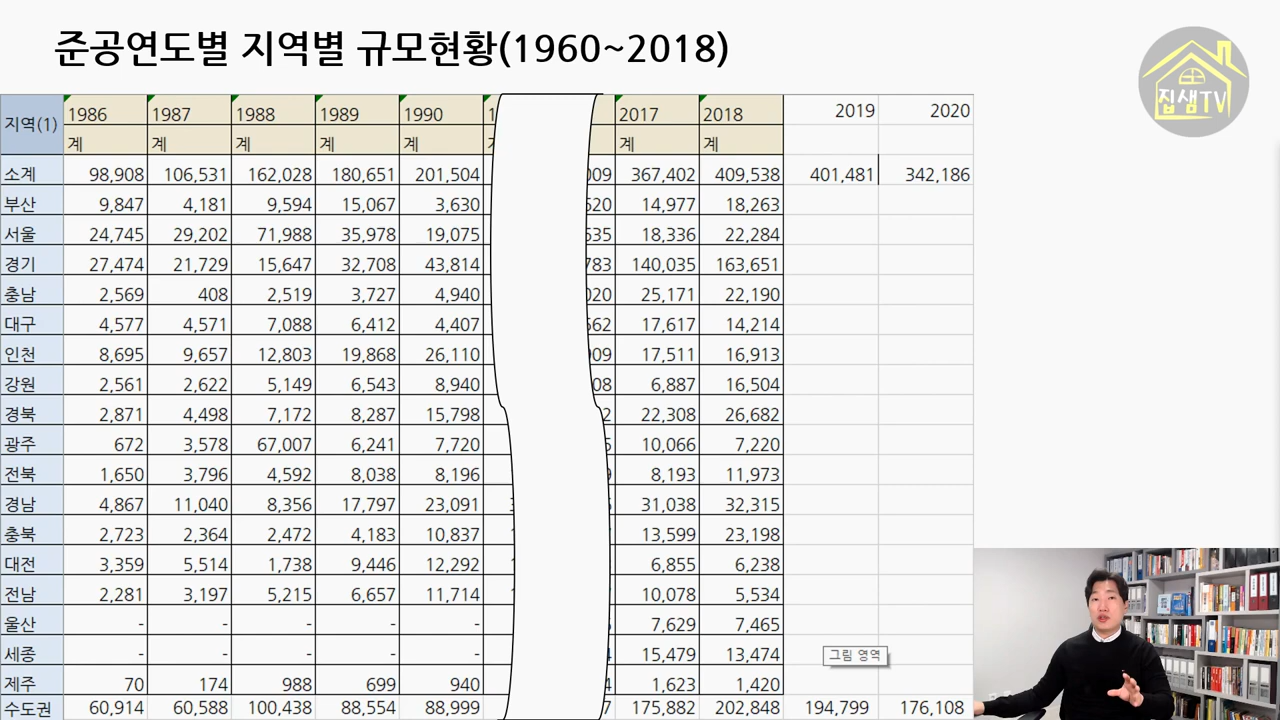 준공연도별 지역별 규모현황(1960~2018)
집샘TV
지역(1) 1986 1987 1988 1989 1990 2017 2018 2019 2020
계 계 계 계 계 계 계
소계 98,908 106,531 162,028 180,651 201,504 009 367,402 409,538 401,481 342,186
부산 9,847 4,181 9,594 15,067 3,630 620 14,977 18,263
서울 24,745 29,202 71,988 35,978 19,075 635 18,336 22,284
경기 27,474 21,729 15,647 32,708 43,814 783 140,035 163,651
충남 2,569 408 2,519 3,727 4,940 020 25,171 22,190
대구 4,577 4,571 7,088 6,412 4,407 562 17,617 14,214
인천 8,695 9,657 12,803 19,868 26,110 909 17,511 16,913
강원 2,561 2,622 5,149 6,543 8,940 08 6,887 16,504
경북 2,871 4,498 7,172 8,287 15,798 2 22,308 26,682
광주 672 3,578 67,007 6,241 7,720 10,066 7,220
전북 1,650 3,796 4,592 8,038 8,196 8,193 11,973
경남 4,867 11,040 8,356 17,797 23,091 31,038 32,315
충북 2,723 2,364 2,472 4,183 10,837 13,599 23,198
대전 3,359 5,514 1,738 9,446 12,292 6,855 6,238
전남 2,281 3,197 5,215 6,657 11,714 10,078 5,534
울산 - - - - - 7,629 7,465
세종 - - - - - 4 15,479 13,474
그림 영역
제주 70 174 988 699 940 4 1,623 1,420
수도권 60,914 60,588 100,438 88,554 89,999 7 175,882 202,848 194,799 176,108